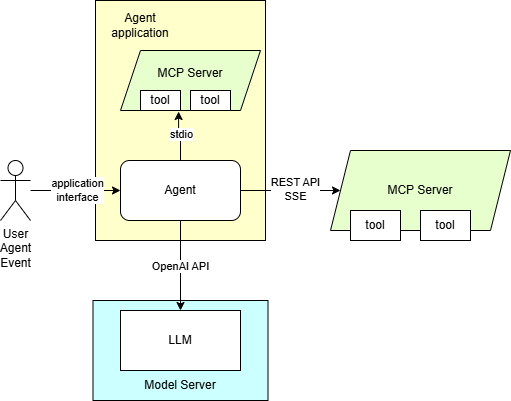 Agent
application
MCP Server
tool
tool
stdio
application
interface
Agent
REST API
SSE
MCP Server
tool
tool
User
Agent
Event
OpenAI API
LLM
Model Server